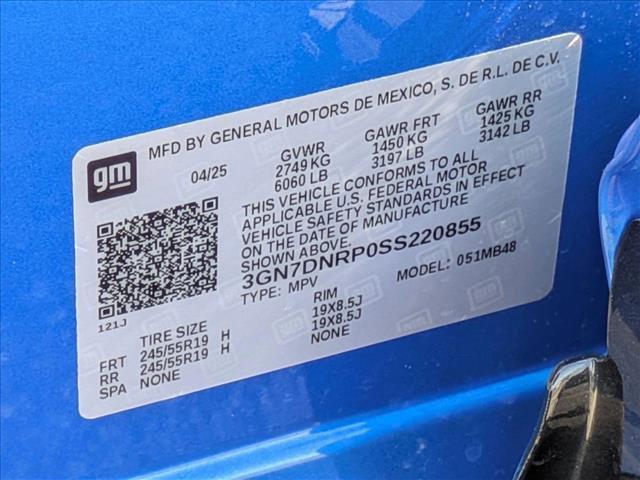 gm
MFD BY GENERAL MOTORS DE MEXICO, S. DE R.L. DE C.V.
04/25 GVWR GAWR FRT GAWR RR
2749 KG 1450 KG 1425 KG
6060 LB 3197 LB 3142 LB
THIS VEHICLE CONFORMS TO ALL
APPLICABLE U.S. FEDERAL MOTOR
VEHICLE SAFETY STANDARDS IN EFFECT
ON THE DATE OF MANUFACTURE
SHOWN ABOVE.
3GN7DNRP0SS220855
TYPE: MPV MODEL: 051MB48
121J
TIRE SIZE RIM
FRT 245/55R19 H 19X8.5J
RR 245/55R19 H 19X8.5J
SPA NONE NONE